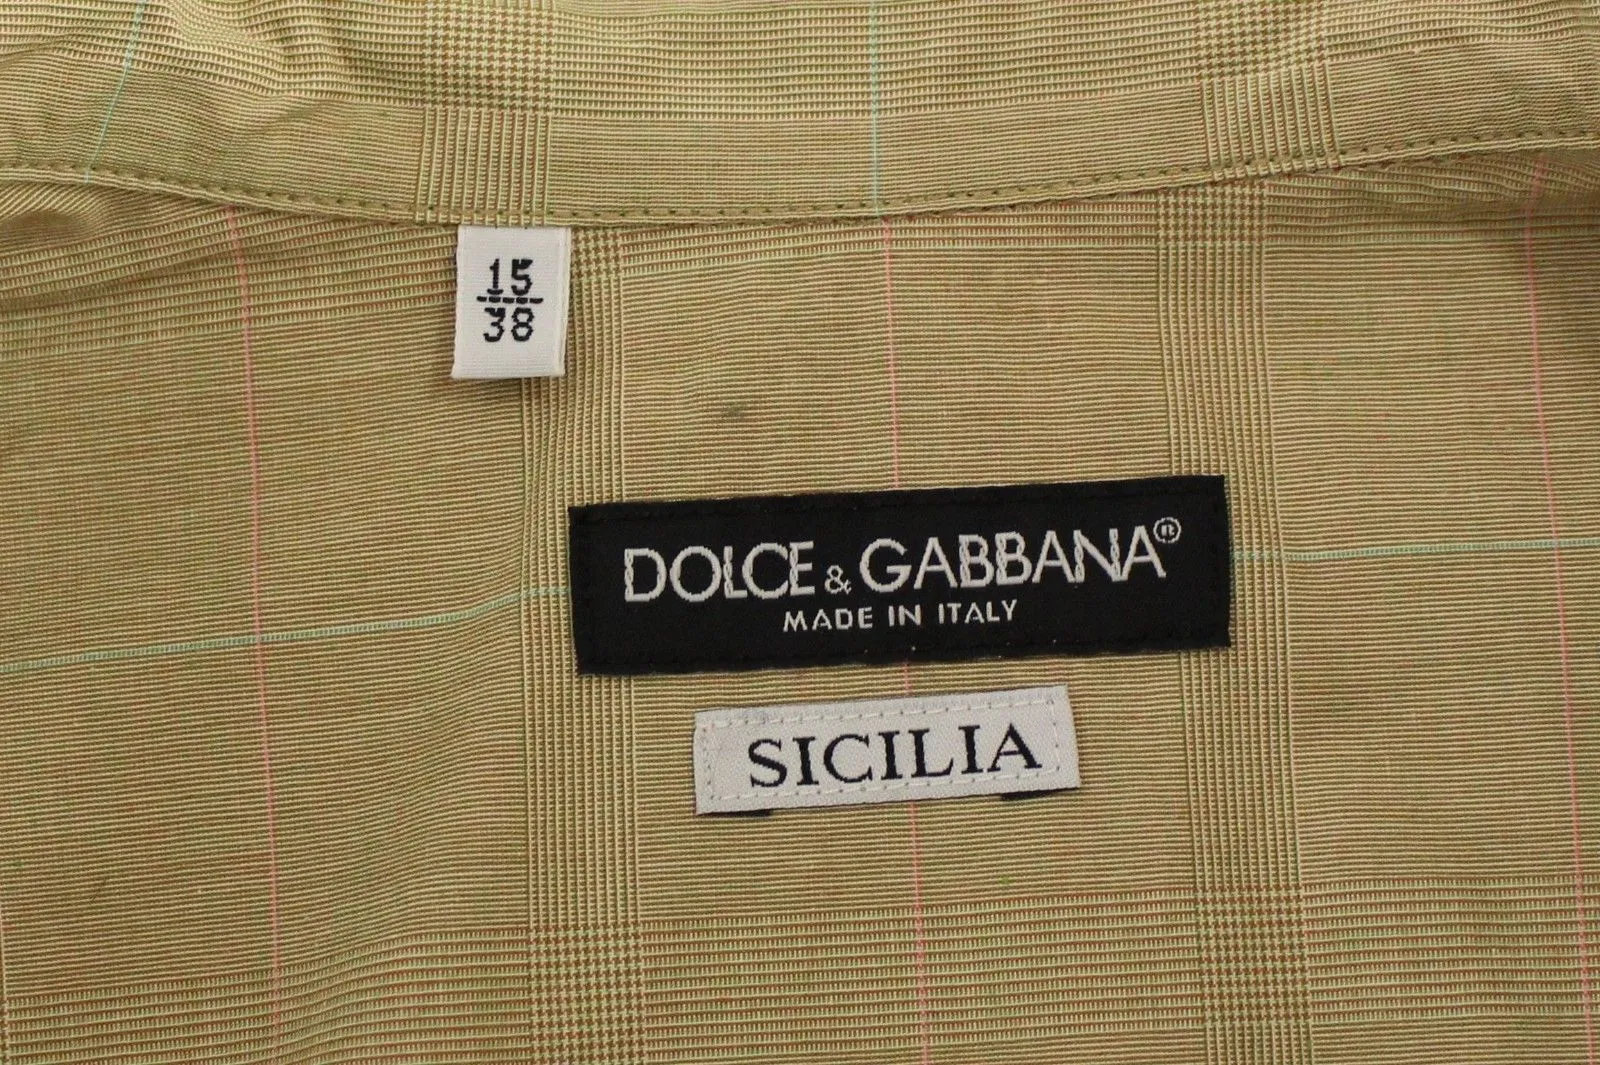 15
38
DOLCE & GABBANA®
MADE IN ITALY
SICILIA